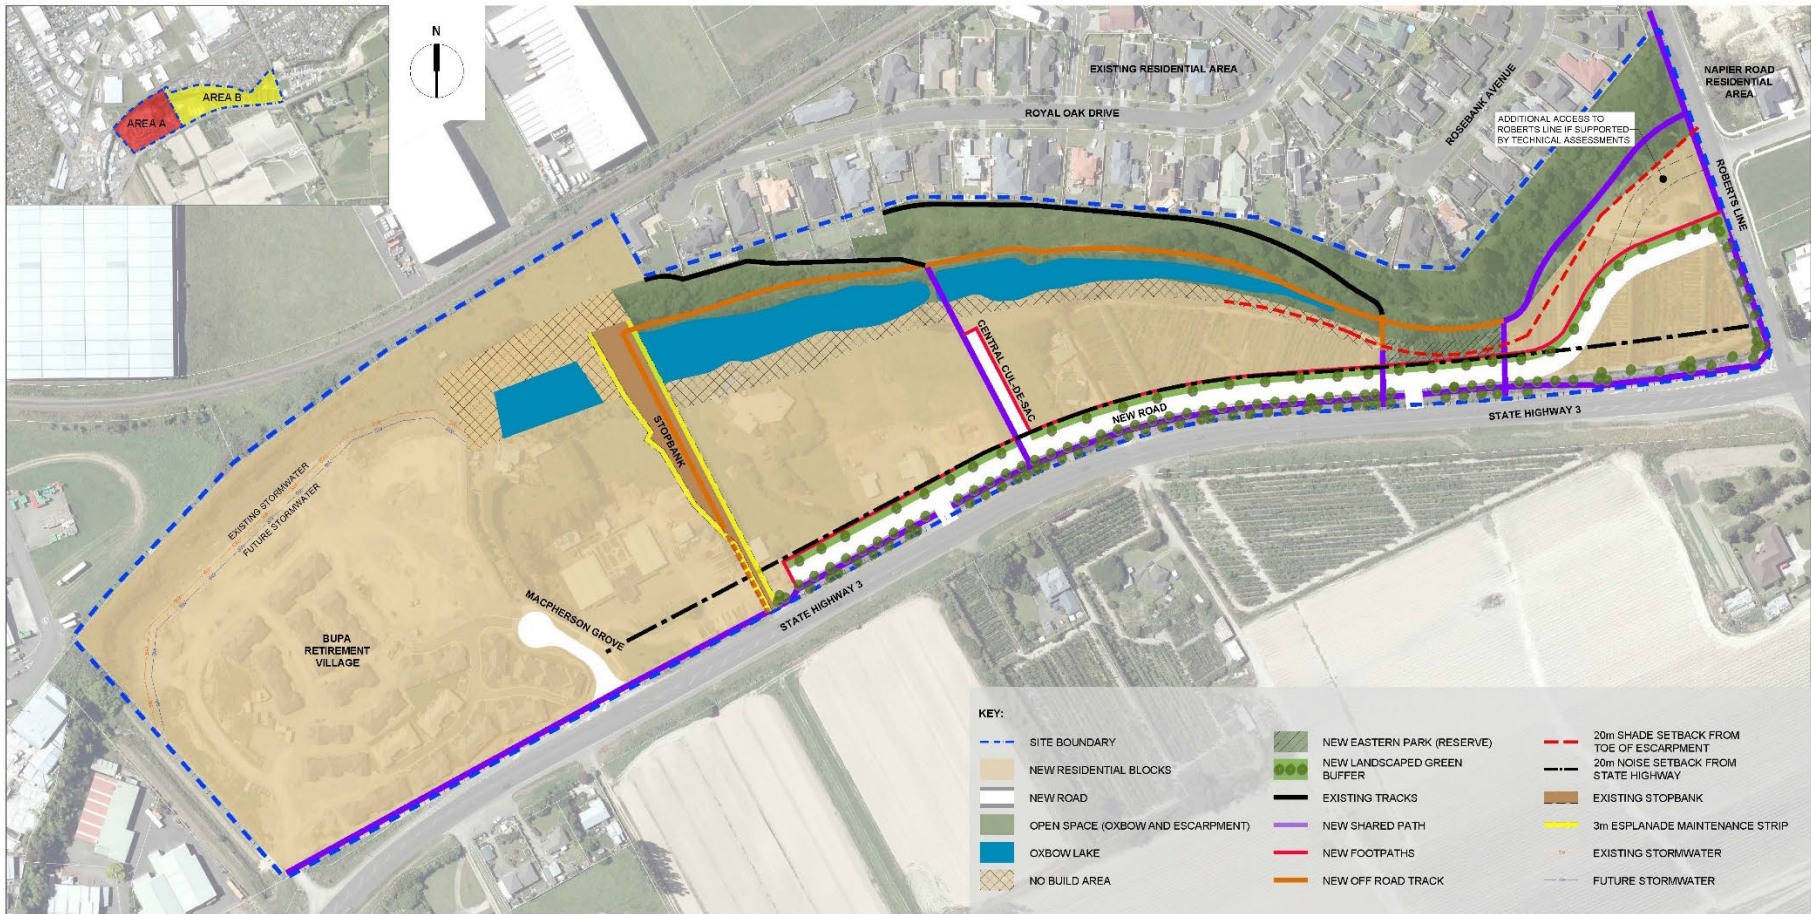 AREA A
AREA B
N
EXISTING RESIDENTIAL AREA
ROYAL OAK DRIVE
ROSEBANK AVENUE
NAPIER ROAD
RESIDENTIAL
AREA
ADDITIONAL ACCESS TO
ROBERTS LINE IF SUPPORTED
BY TECHNICAL ASSESSMENTS
ROBERTS LINE
CENTRAL CUL-DE-SAC
NEW ROAD
STATE HIGHWAY 3
STOPBANK
EXISTING STORMWATER
FUTURE STORMWATER
MACPHERSON GROVE
STATE HIGHWAY 3
BUPA
RETIREMENT
VILLAGE
KEY:
SITE BOUNDARY
NEW RESIDENTIAL BLOCKS
NEW ROAD
OPEN SPACE (OXBOW AND ESCARPMENT)
OXBOW LAKE
NO BUILD AREA
NEW EASTERN PARK (RESERVE)
NEW LANDSCAPED GREEN
BUFFER
EXISTING TRACKS
NEW SHARED PATH
NEW FOOTPATHS
NEW OFF ROAD TRACK
20m SHADE SETBACK FROM
TOE OF ESCARPMENT
20m NOISE SETBACK FROM
STATE HIGHWAY
EXISTING STOPBANK
3m ESPLANADE MAINTENANCE STRIP
EXISTING STORMWATER
FUTURE STORMWATER